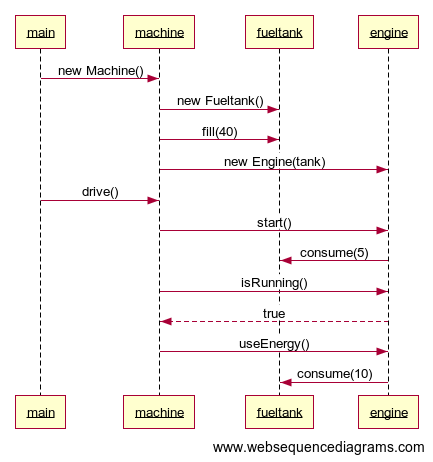 main machine fueltank engine
new Machine()
new Fueltank()
fill(40)
new Engine(tank)
drive()
start()
consume(5)
isRunning()
true
useEnergy()
consume(10)
main machine fueltank engine
www.websequencediagrams.com